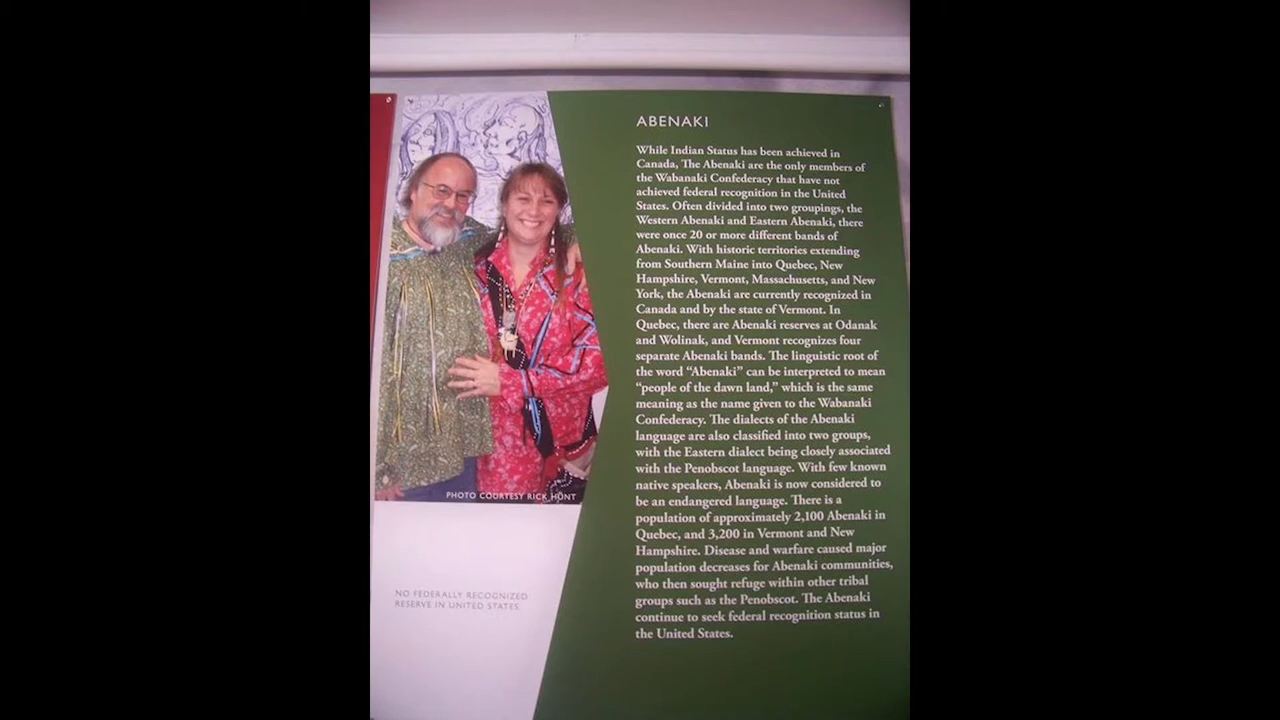 ABENAKI
While Indian Status has been achieved in
Canada, The Abenaki are the only members of
the Wabanaki Confederacy that have not
achieved federal recognition in the United
States. Often divided into two groupings, the
Western Abenaki and Eastern Abenaki, there
were once 20 or more different bands of
Abenaki. With historic territories extending
from Southern Maine into Quebec, New
Hampshire, Vermont, Massachusetts, and New
York, the Abenaki are currently recognized in
Canada and by the state of Vermont. In
Quebec, there are Abenaki reserves at Odanak
and Wolinak, and Vermont recognizes four
separate Abenaki bands. The linguistic root of
the word “Abenaki” can be interpreted to mean
“people of the dawn land,” which is the same
meaning as the name given to the Wabanaki
Confederacy. The dialects of the Abenaki
language are also classified into two groups,
with the Eastern dialect being closely associated
with the Penobscot language. With few known
native speakers, Abenaki is now considered to
be an endangered language. There is a
population of approximately 2,100 Abenaki in
Quebec, and 3,200 in Vermont and New
Hampshire. Disease and warfare caused major
population decreases for Abenaki communities,
who then sought refuge within other tribal
groups such as the Penobscot. The Abenaki
continue to seek federal recognition status in
the United States.
PHOTO COURTESY RICK HUNT
NO FEDERALLY RECOGNIZED
RESERVE IN UNITED STATES